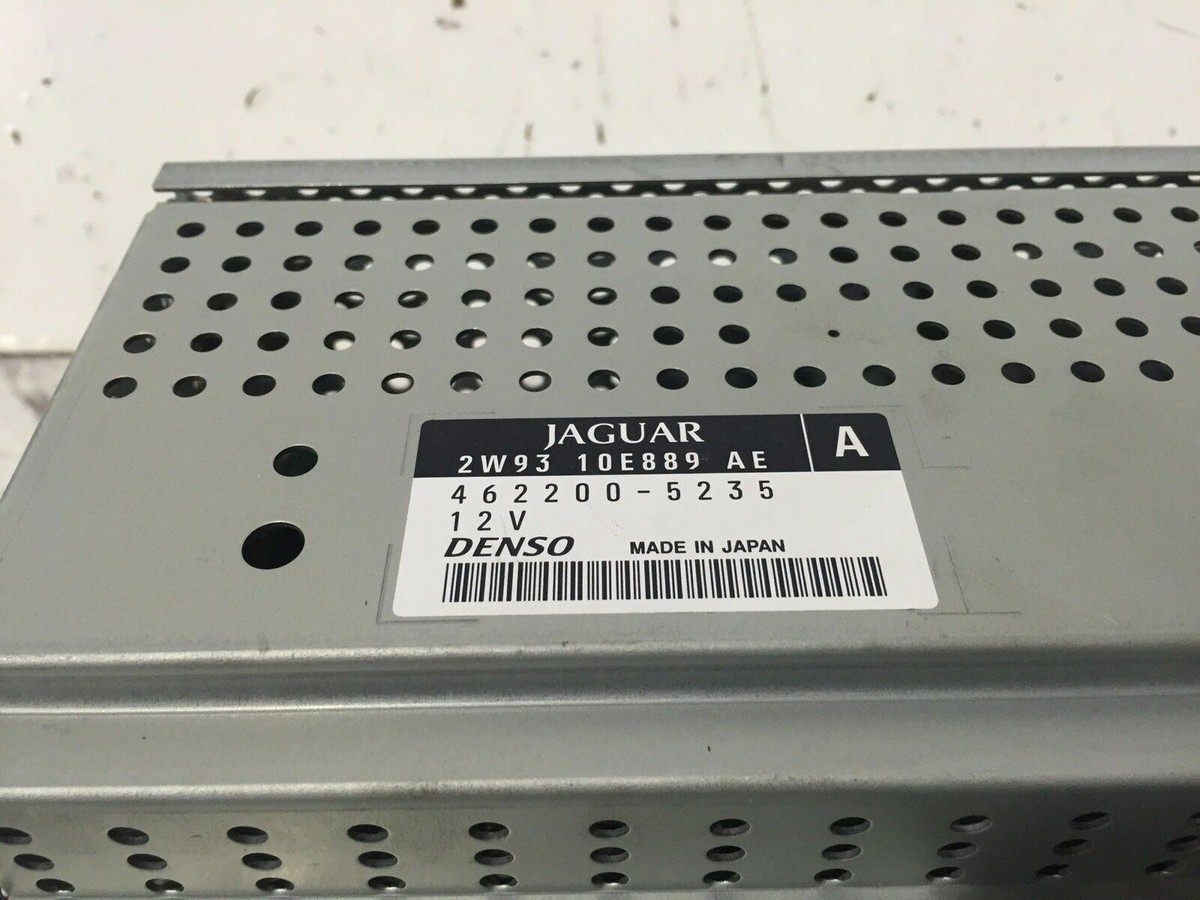 JAGUAR
2W93 10E889 AE
A
462200-5235
12V
DENSO MADE IN JAPAN